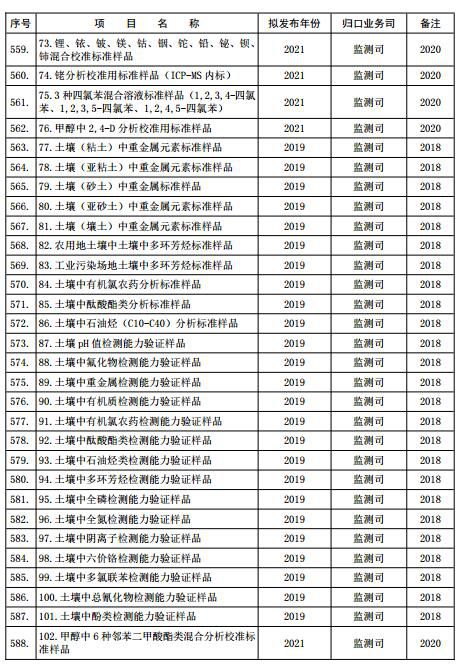 序号 项 目 名 称 拟发布年份 归口业务司 备注
559. 73.锂、铱、铍、镁、钴、铟、铊、铅、铋、钡、 2021 监测司 2020
铈混合校准标准样品
560. 74.铑分析校准用标准样品（ICP-MS内标） 2021 监测司 2020
561. 75.3种四氯苯混合溶液标准样品（1,2,3,4-四氯 2021 监测司 2020
苯、1,2,3,5-四氯苯、1,2,4,5-四氯苯）
562. 76.甲醇中2,4-D分析校准用标准样品 2021 监测司 2020
563. 77.土壤（粘土）中重金属元素标准样品 2019 监测司 2018
564. 78.土壤（亚粘土）中重金属元素标准样品 2019 监测司 2018
565. 79.土壤（砂土）中重金属标准样品 2019 监测司 2018
566. 80.土壤（亚砂土）中重金属元素标准样品 2019 监测司 2018
567. 81.土壤（壤土）中重金属元素标准样品 2019 监测司 2018
568. 82.农用地土壤中土壤中多环芳烃标准样品 2019 监测司 2018
569. 83.工业污染场地土壤中多环芳烃标准样品 2019 监测司 2018
570. 84.土壤中有机氯农药分析标准样品 2019 监测司 2018
571. 85.土壤中酞酸酯类分析标准样品 2019 监测司 2018
572. 86.土壤中石油烃（C10-C40）分析标准样品 2019 监测司 2018
573. 87.土壤pH值检测能力验证样品 2019 监测司 2018
574. 88.土壤中氟化物检测能力验证样品 2019 监测司 2018
575. 89.土壤中重金属检测能力验证样品 2019 监测司 2018
576. 90.土壤中有机质检测能力验证样品 2019 监测司 2018
577. 91.土壤中有机氯农药检测能力验证样品 2019 监测司 2018
578. 92.土壤中酞酸酯类检测能力验证样品 2019 监测司 2018
579. 93.土壤中石油烃类检测能力验证样品 2019 监测司 2018
580. 94.土壤中多环芳烃检测能力验证样品 2019 监测司 2018
581. 95.土壤中全磷检测能力验证样品 2019 监测司 2018
582. 96.土壤中全氮检测能力验证样品 2019 监测司 2018
583. 97.土壤中阴离子检测能力验证样品 2019 监测司 2018
584. 98.土壤中六价铬检测能力验证样品 2019 监测司 2018
585. 99.土壤中多氯联苯检测能力验证样品 2019 监测司 2018
586. 100.土壤中总氰化物检测能力验证样品 2019 监测司 2018
587. 101.土壤中酚类检测能力验证样品 2019 监测司 2018
588. 102.甲醇中6种邻苯二甲酸酯类混合分析校准标 2021 监测司 2020
准样品